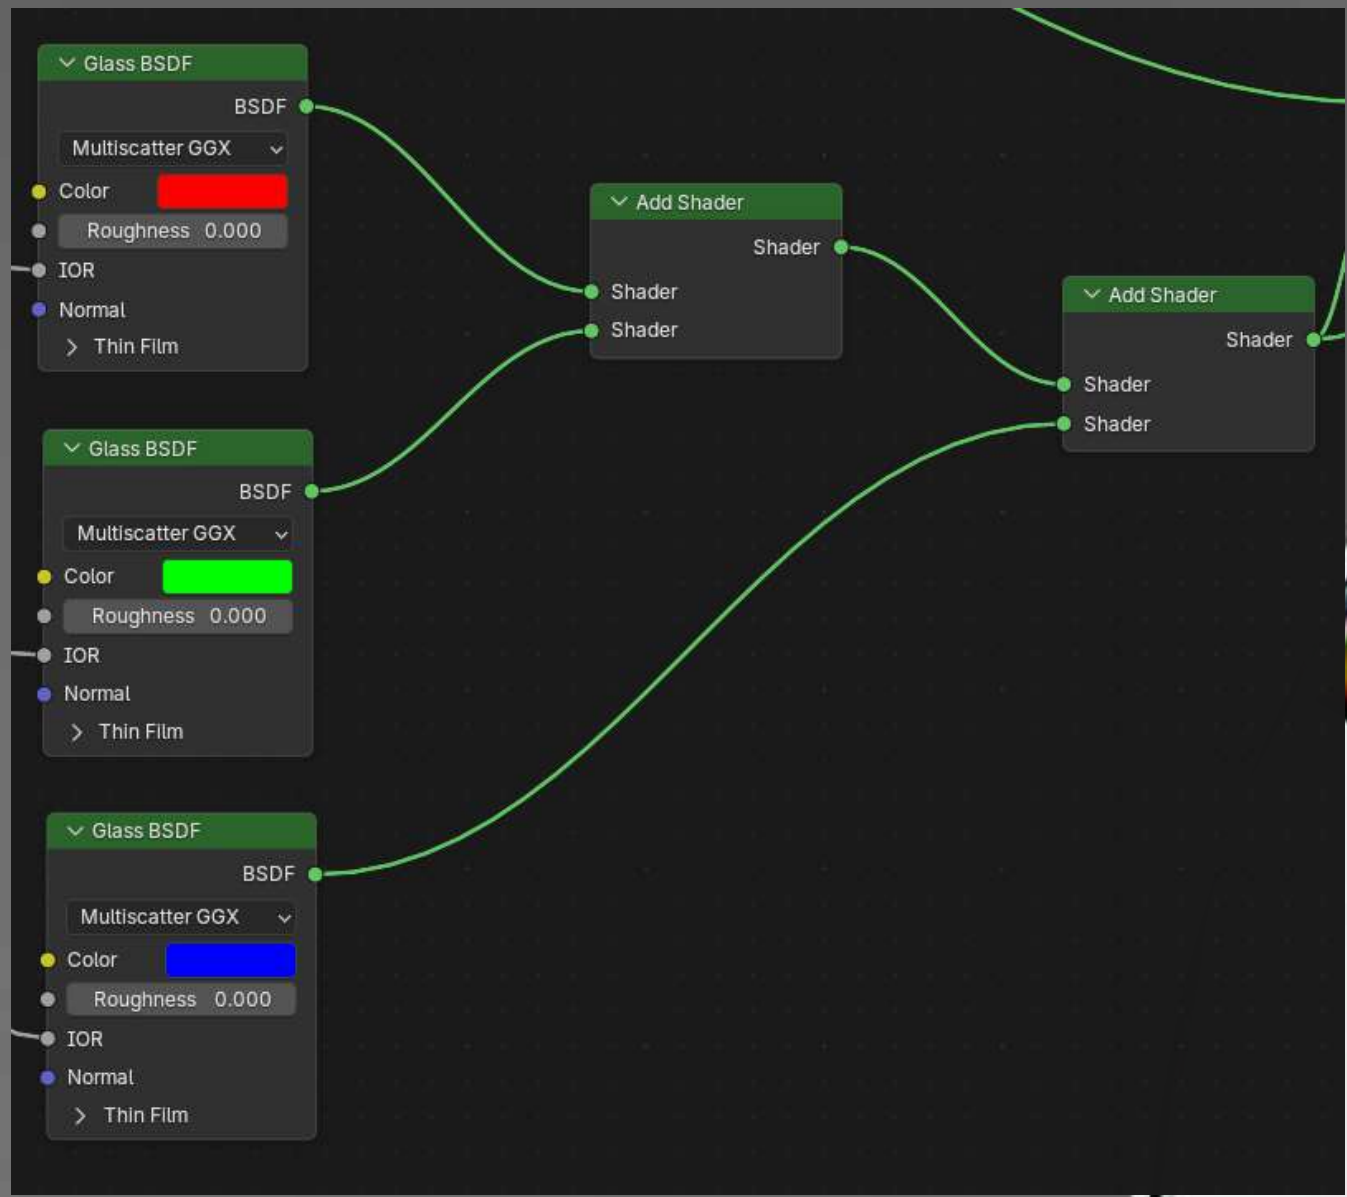 Glass BSDF
BSDF
Multiscatter GGX
Color
Roughness 0.000
IOR
Normal
Thin Film
Glass BSDF
BSDF
Multiscatter GGX
Color
Roughness 0.000
IOR
Normal
Thin Film
Glass BSDF
BSDF
Multiscatter GGX
Color
Roughness 0.000
IOR
Normal
Thin Film
Add Shader
Shader
Shader
Shader
Add Shader
Shader
Shader
Shader